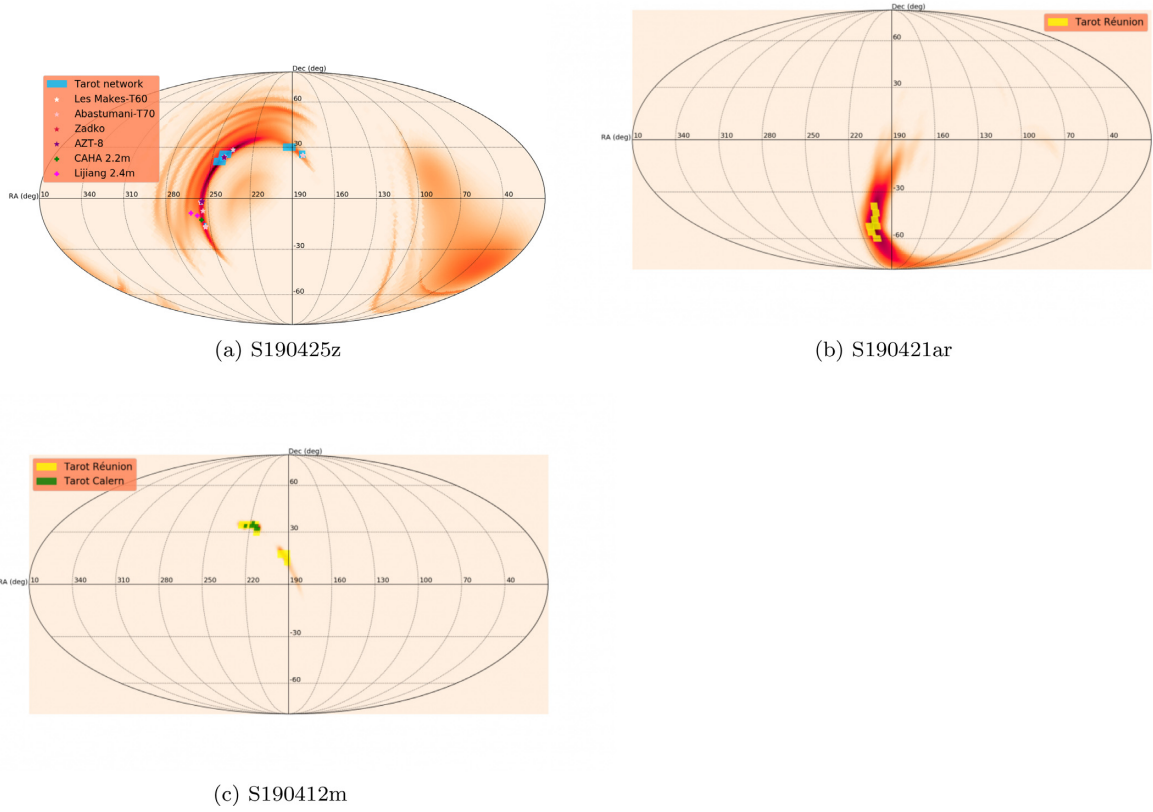 Dec (deg)
60
Tarot network
Les Makes-T60
Abastumani-T70
Zadko
AZT-8
CAHA 2.2m
Lijiang 2.4m
30
RA (deg) 10 340 310 280 250 220 190 160 130 100 70 40
-30
-60
(a) S190425z
Dec (deg)
Tarot Réunion
60
30
RA (deg) 10 340 310 280 250 200 190 160 130 100 70 40
-30
-60
(b) S190421ar
Dec (deg)
Tarot Réunion
Tarot Calern
60
30
RA (deg) 10 340 310 280 250 220 190 160 130 100 70 40
-30
-60
(c) S190412m